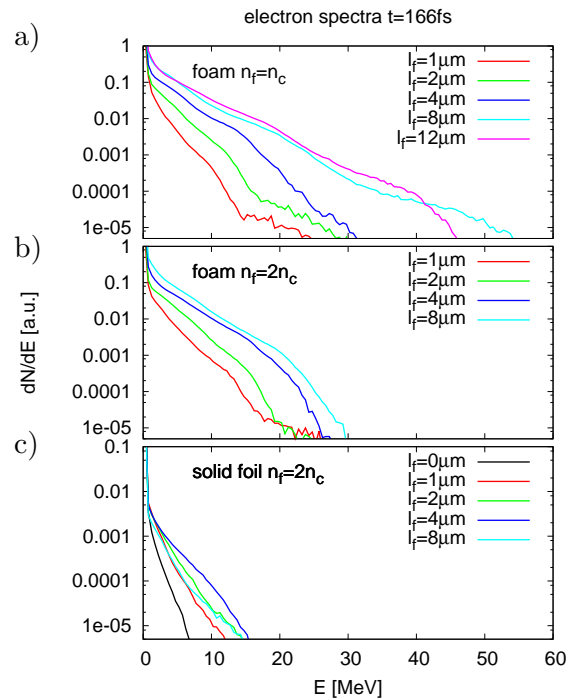 electron spectra t=166fs
a)
foam n_f=n_c
l_f=1μm
l_f=2μm
l_f=4μm
l_f=8μm
l_f=12μm
1
0.1
0.01
0.001
0.0001
1e-05
b)
foam n_f=2n_c
l_f=1μm
l_f=2μm
l_f=4μm
l_f=8μm
1
0.1
0.01
0.001
0.0001
1e-05
dN/dE [a.u.]
c)
solid foil n_f=2n_c
l_f=0μm
l_f=1μm
l_f=2μm
l_f=4μm
l_f=8μm
0.1
0.01
0.001
0.0001
1e-05
0 10 20 30 40 50 60
E [MeV]